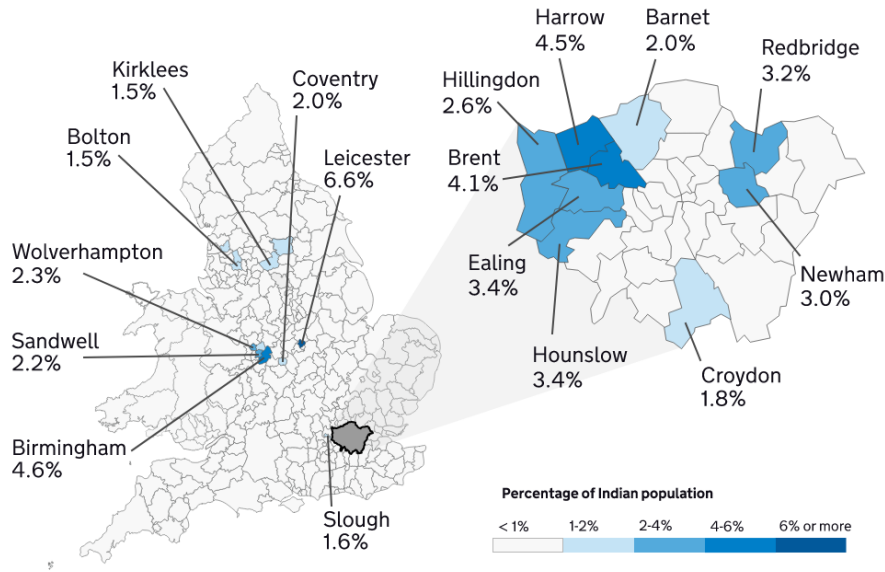 Harrow
4.5%
Barnet
2.0%
Redbridge
3.2%
Kirklees
1.5%
Coventry
2.0%
Hillingdon
2.6%
Bolton
1.5%
Leicester
6.6%
Brent
4.1%
Wolverhampton
2.3%
Ealing
3.4%
Newham
3.0%
Sandwell
2.2%
Hounslow
3.4%
Croydon
1.8%
Birmingham
4.6%
Slough
1.6%
Percentage of Indian population
< 1% 1-2% 2-4% 4-6% 6% or more